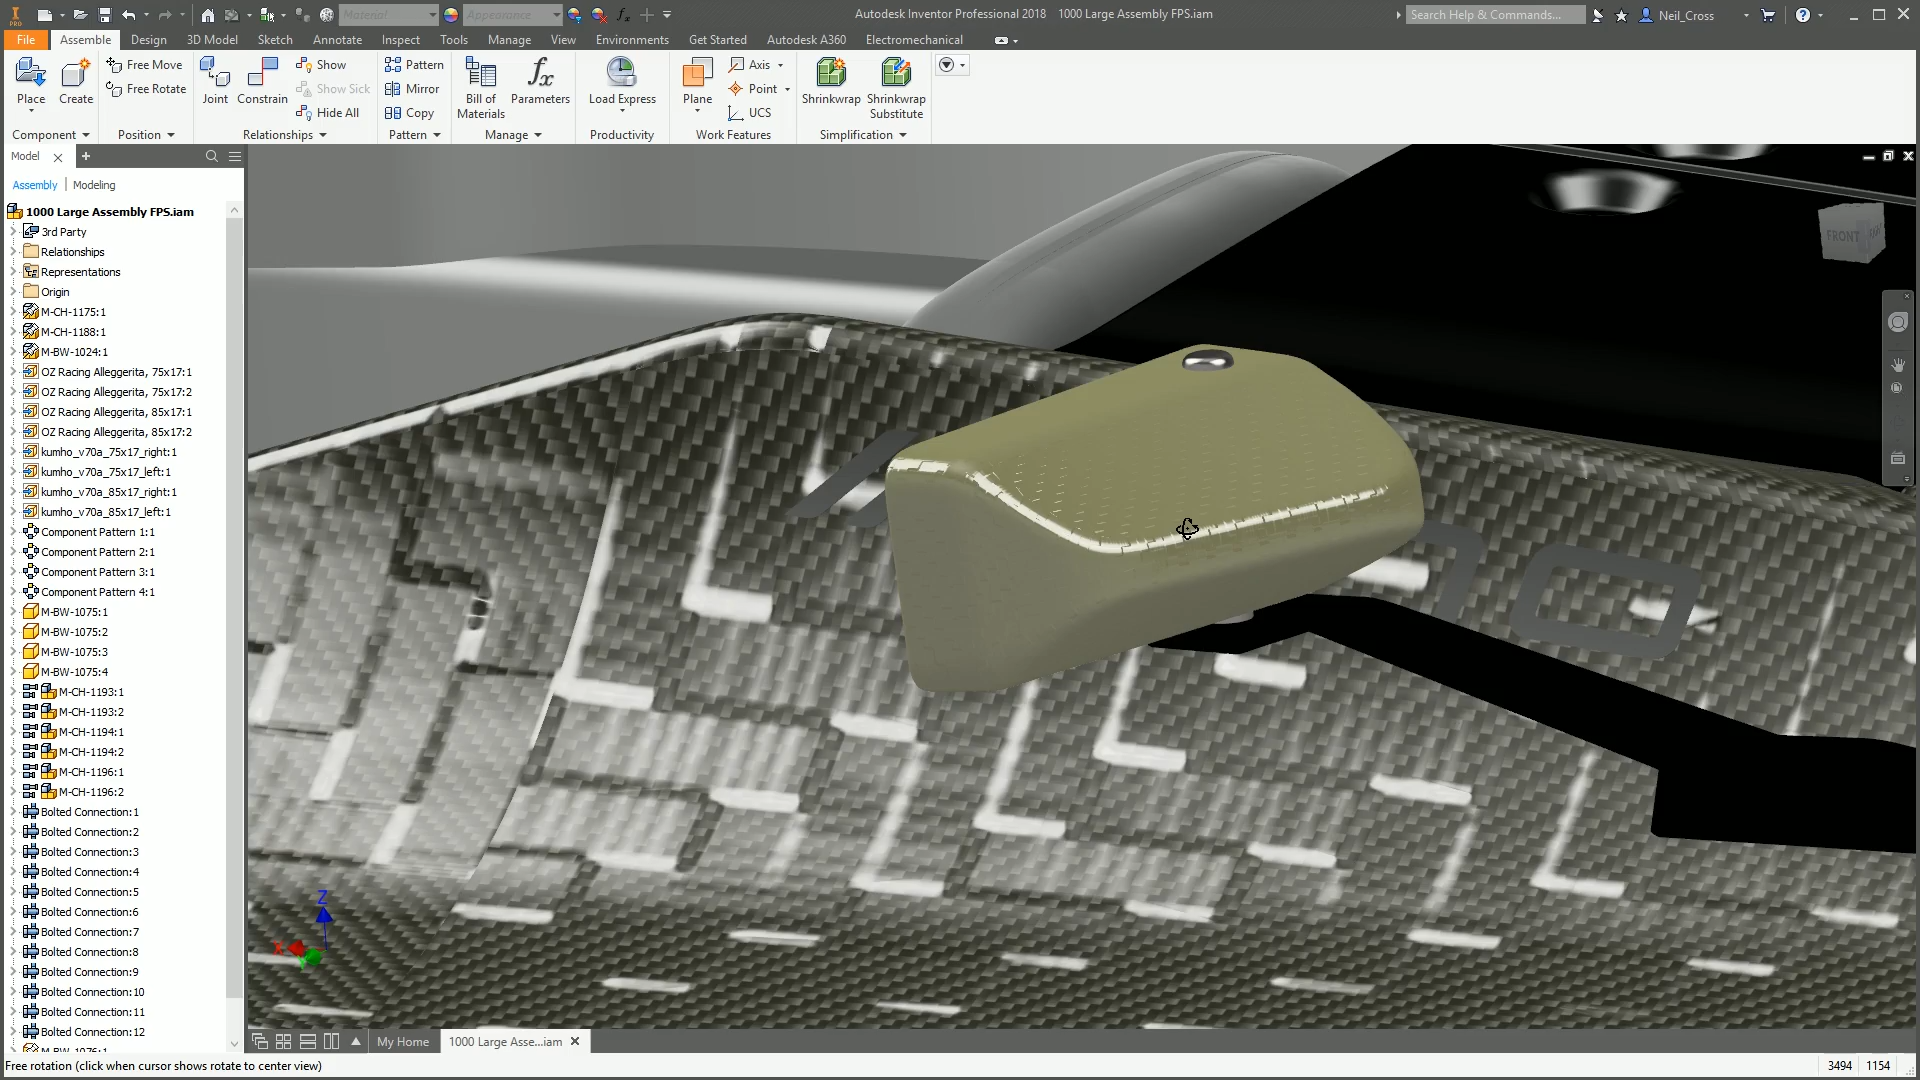 PRO
Material
Appearance
Autodesk Inventor Professional 2018 1000 Large Assembly FPS.iam
Search Help & Commands...
Neil_Cross
File Assemble Design 3D Model Sketch Annotate Inspect Tools Manage View Environments Get Started Autodesk A360 Electromechanical
Place
Create
Free Move
Free Rotate
Joint
Constrain
Show
Show Sick
Hide All
Pattern
Mirror
Copy
Bill of
Materials
fx
Parameters
Load Express
Plane
Axis
Point
UCS
Shrinkwrap
Shrinkwrap
Substitute
Component Position Relationships Pattern Manage Productivity Work Features Simplification
Model
Assembly | Modeling
1000 Large Assembly FPS.iam
3rd Party
Relationships
Representations
Origin
M-CH-1175:1
M-CH-1188:1
M-BW-1024:1
OZ Racing Alleggerita, 75x17:1
OZ Racing Alleggerita, 75x17:2
OZ Racing Alleggerita, 85x17:1
OZ Racing Alleggerita, 85x17:2
kumho_v70a_75x17_right:1
kumho_v70a_75x17_left:1
kumho_v70a_85x17_right:1
kumho_v70a_85x17_left:1
Component Pattern 1:1
Component Pattern 2:1
Component Pattern 3:1
Component Pattern 4:1
M-BW-1075:1
M-BW-1075:2
M-BW-1075:3
M-BW-1075:4
M-CH-1193:1
M-CH-1193:2
M-CH-1194:1
M-CH-1194:2
M-CH-1196:1
M-CH-1196:2
Bolted Connection:1
Bolted Connection:2
Bolted Connection:3
Bolted Connection:4
Bolted Connection:5
Bolted Connection:6
Bolted Connection:7
Bolted Connection:8
Bolted Connection:9
Bolted Connection:10
Bolted Connection:11
Bolted Connection:12
M-BW-1076:1
FRONT
Z
X
Y
My Home
1000 Large Asse...iam
Free rotation (click when cursor shows rotate to center view)
3494 1154